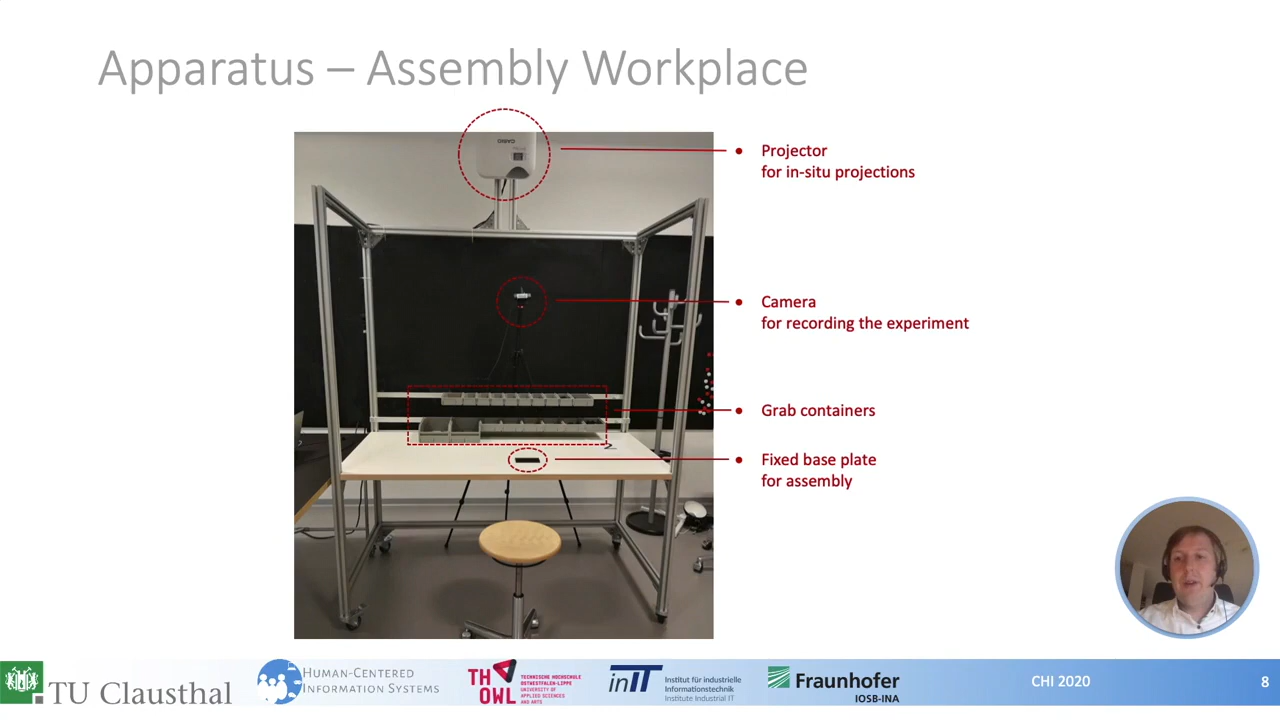 Apparatus – Assembly Workplace
CASIO
Projector
for in-situ projections
Camera
for recording the experiment
Grab containers
Fixed base plate
for assembly
TU Clausthal
HUMAN-CENTERED
INFORMATION SYSTEMS
TH
OWL
TECHNISCHE HOCHSCHULE
OSTWESTFALEN-LIPPE
UNIVERSITY
OF APPLIED SCIENCES
AND ARTS
inIT
Institut für industrielle
Informationstechnik
Institute Industrial IT
Fraunhofer
IOSB-INA
CHI 2020
8